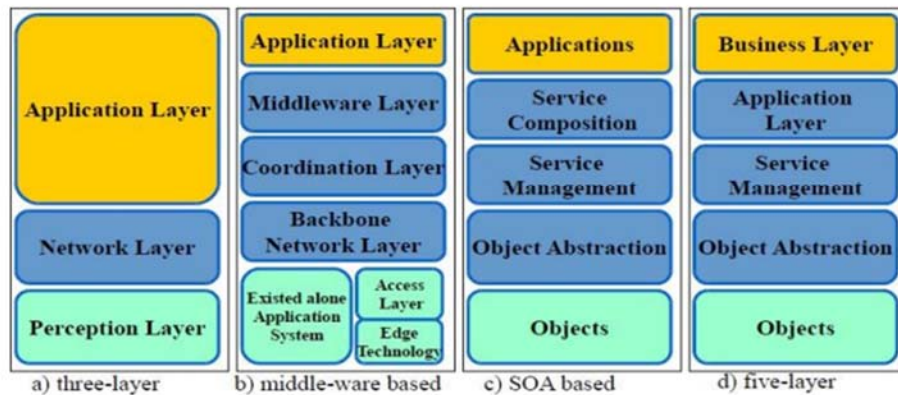 Application Layer
Network Layer
Perception Layer
a) three-layer
Application Layer
Middleware Layer
Coordination Layer
Backbone
Network Layer
Existed alone
Application
System
Access
Layer
Edge
Technology
b) middle-ware based
Applications
Service
Composition
Service
Management
Object Abstraction
Objects
c) SOA based
Business Layer
Application
Layer
Service
Management
Object Abstraction
Objects
d) five-layer